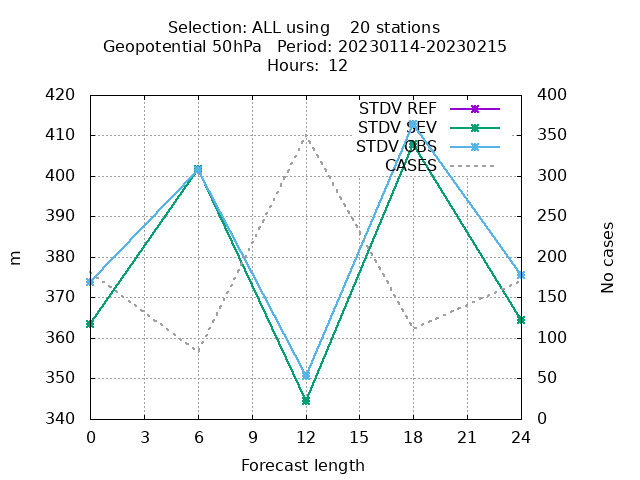 Selection: ALL using    20 stations
Geopotential 50hPa   Period: 20230114-20230215
Hours:  12
420
410
400
390
380
370
360
350
340
m
400
350
300
250
200
150
100
50
0
No cases
STDV REF
STDV SEV
STDV OBS
CASES
0 3 6 9 12 15 18 21 24
Forecast length